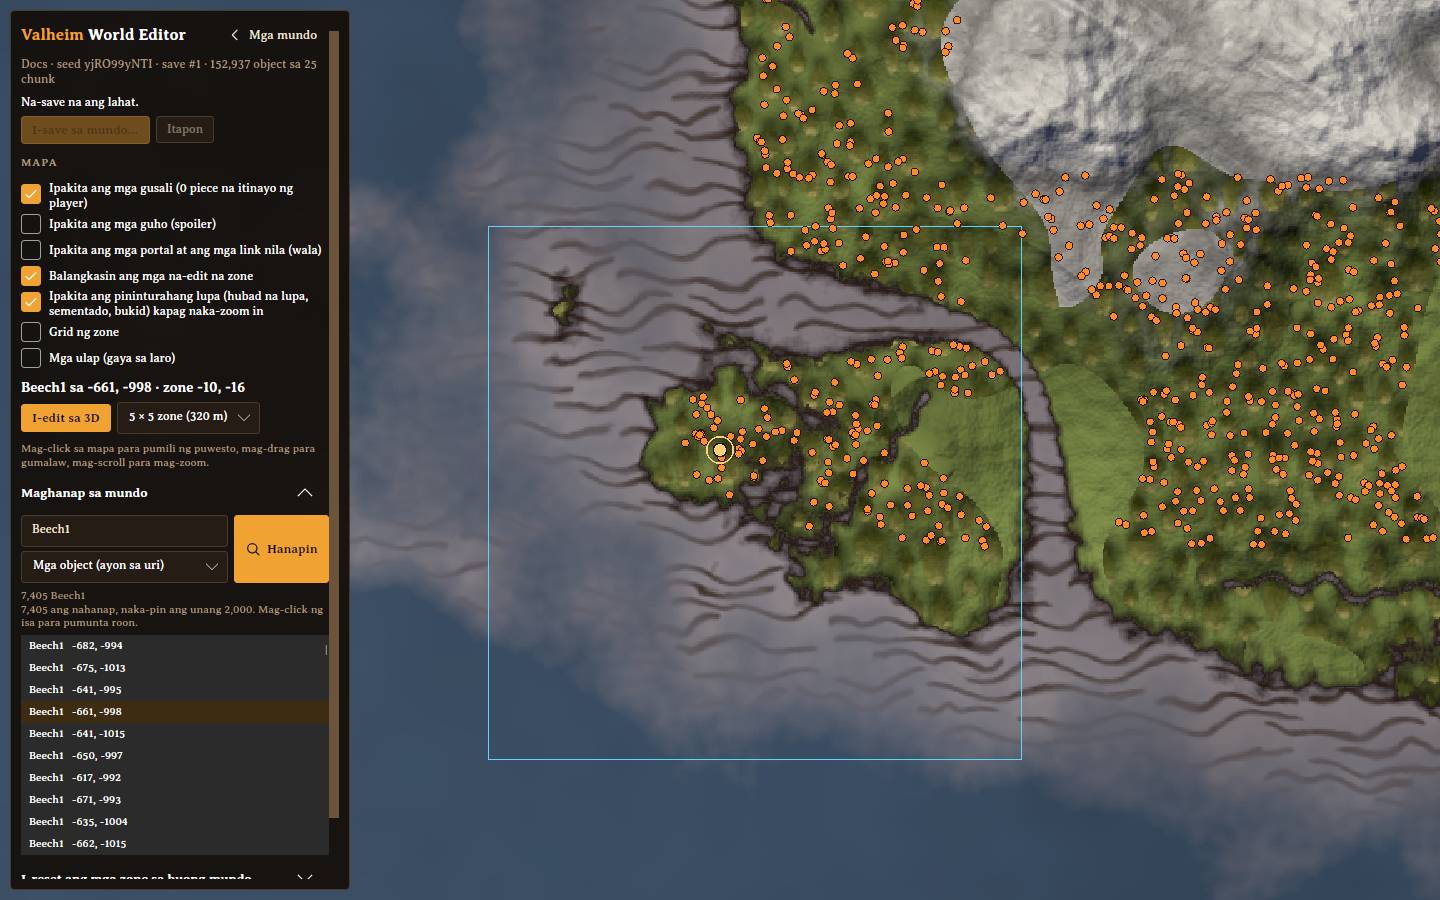 Valheim World Editor
Mga mundo
Docs · seed yjRO99yNTI · save #1 · 152,937 object sa 25
chunk
Na-save na ang lahat.
I-save sa mundo...
Itapon
MAPA
Ipakita ang mga gusali (0 piece na itinayo ng
player)
Ipakita ang mga guho (spoiler)
Ipakita ang mga portal at ang mga link nila (wala)
Balangkasin ang mga na-edit na zone
Ipakita ang pininturahang lupa (hubad na lupa,
sementado, bukid) kapag naka-zoom in
Grid ng zone
Mga ulap (gaya sa laro)
Beech1 sa -661, -998 · zone -10, -16
I-edit sa 3D
5 × 5 zone (320 m)
Mag-click sa mapa para pumili ng puwesto, mag-drag para
gumalaw, mag-scroll para mag-zoom.
Maghanap sa mundo
Beech1
Hanapin
Mga object (ayon sa uri)
7,405 Beech1
7,405 ang nahanap, naka-pin ang unang 2,000. Mag-click ng
isa para pumunta roon.
Beech1 -682, -994
Beech1 -675, -1013
Beech1 -641, -995
Beech1 -661, -998
Beech1 -641, -1015
Beech1 -650, -997
Beech1 -617, -992
Beech1 -671, -993
Beech1 -635, -1004
Beech1 -662, -1015
I-reset ang mga zone sa buong mundo